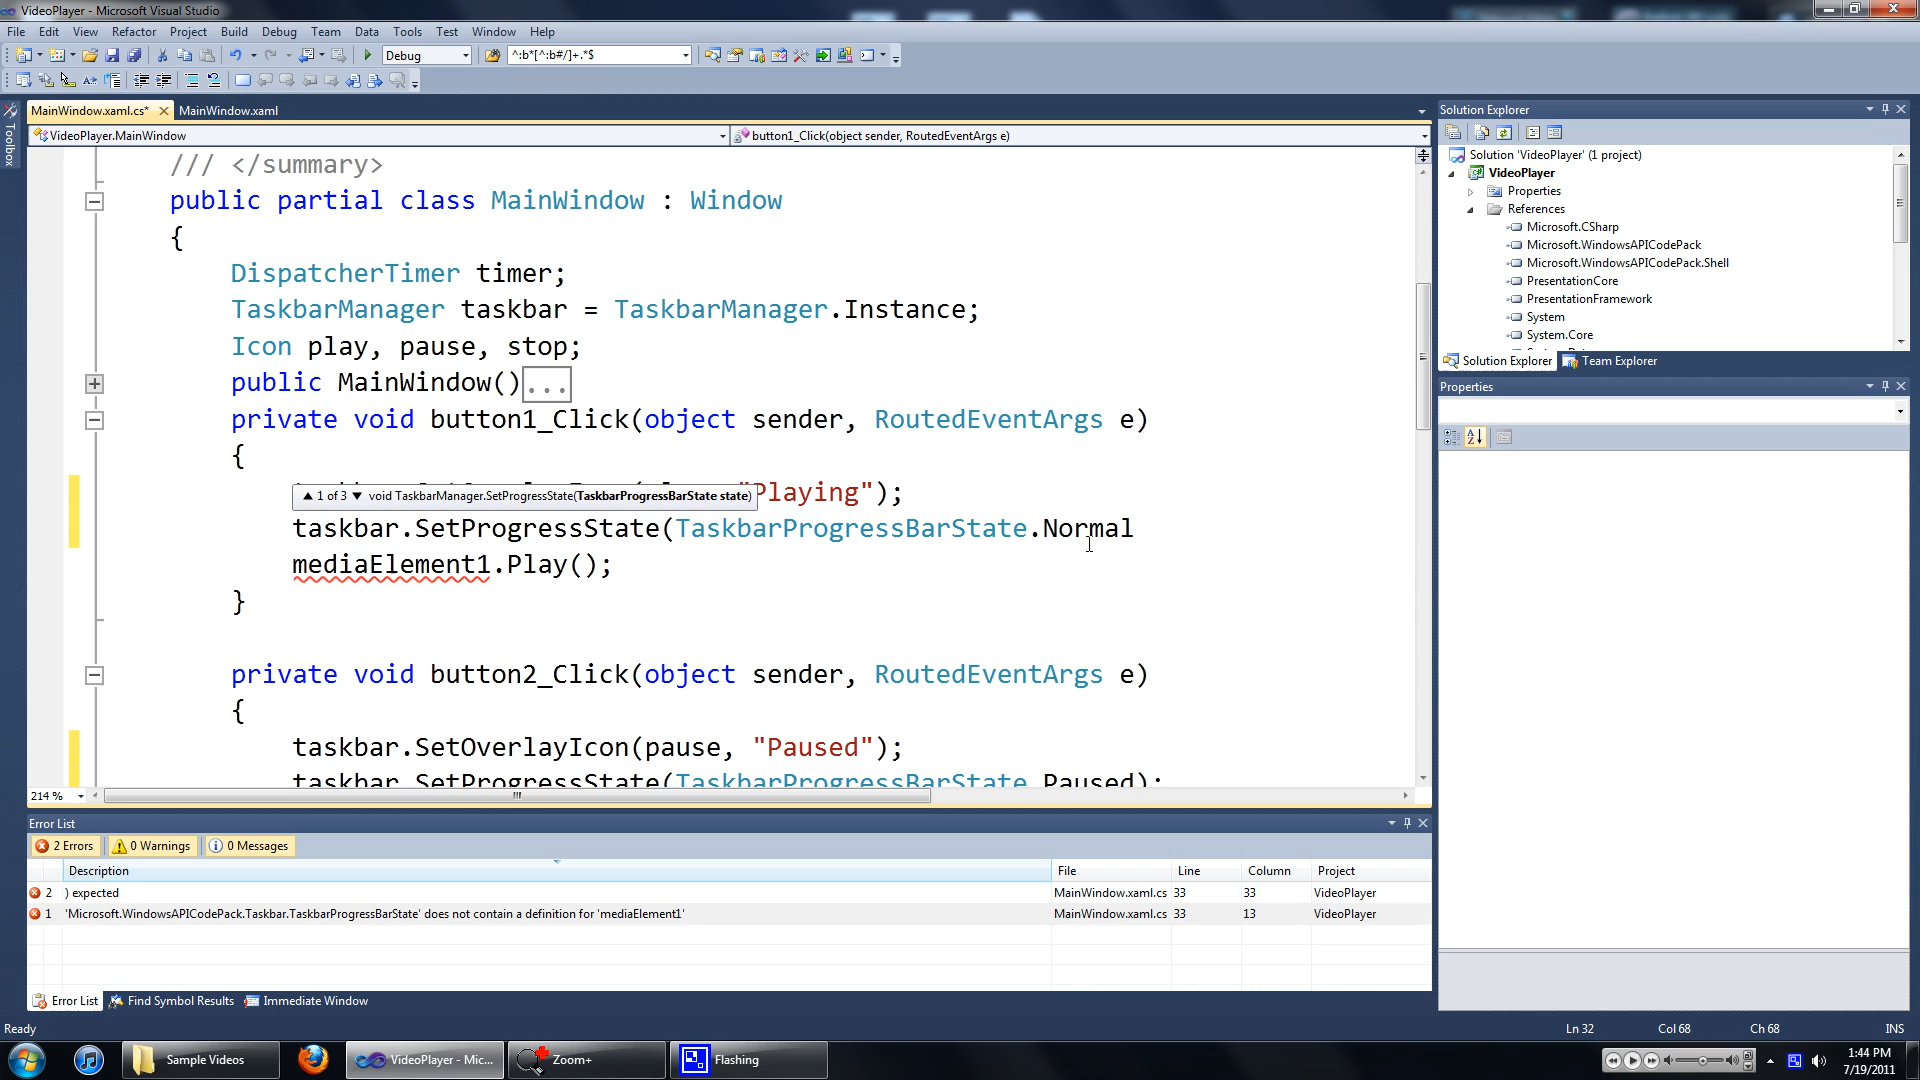 VideoPlayer - Microsoft Visual Studio
File Edit View Refactor Project Build Debug Team Data Tools Test Window Help
Debug ^:b*[^:b#/]+.*$
Toolbox
MainWindow.xaml.cs* MainWindow.xaml
VideoPlayer.MainWindow button1_Click(object sender, RoutedEventArgs e)
/// </summary>
public partial class MainWindow : Window
{
DispatcherTimer timer;
TaskbarManager taskbar = TaskbarManager.Instance;
Icon play, pause, stop;
public MainWindow()...
private void button1_Click(object sender, RoutedEventArgs e)
{
"Playing");
1 of 3 void TaskbarManager.SetProgressState(TaskbarProgressBarState state)
taskbar.SetProgressState(TaskbarProgressBarState.Normal
mediaElement1.Play();
}
private void button2_Click(object sender, RoutedEventArgs e)
{
taskbar.SetOverlayIcon(pause, "Paused");
taskbar.SetProgressState(TaskbarProgressBarState.Paused);
214 %
Solution Explorer
Solution 'VideoPlayer' (1 project)
VideoPlayer
Properties
References
Microsoft.CSharp
Microsoft.WindowsAPICodePack
Microsoft.WindowsAPICodePack.Shell
PresentationCore
PresentationFramework
System
System.Core
Solution Explorer Team Explorer
Properties
Error List
2 Errors 0 Warnings 0 Messages
Description File Line Column Project
2 ) expected MainWindow.xaml.cs 33 33 VideoPlayer
1 'Microsoft.WindowsAPICodePack.Taskbar.TaskbarProgressBarState' does not contain a definition for 'mediaElement1' MainWindow.xaml.cs 33 13 VideoPlayer
Error List Find Symbol Results Immediate Window
Ready Ln 32 Col 68 Ch 68 INS
Sample Videos VideoPlayer - Mic... Zoom+ Flashing
1:44 PM
7/19/2011